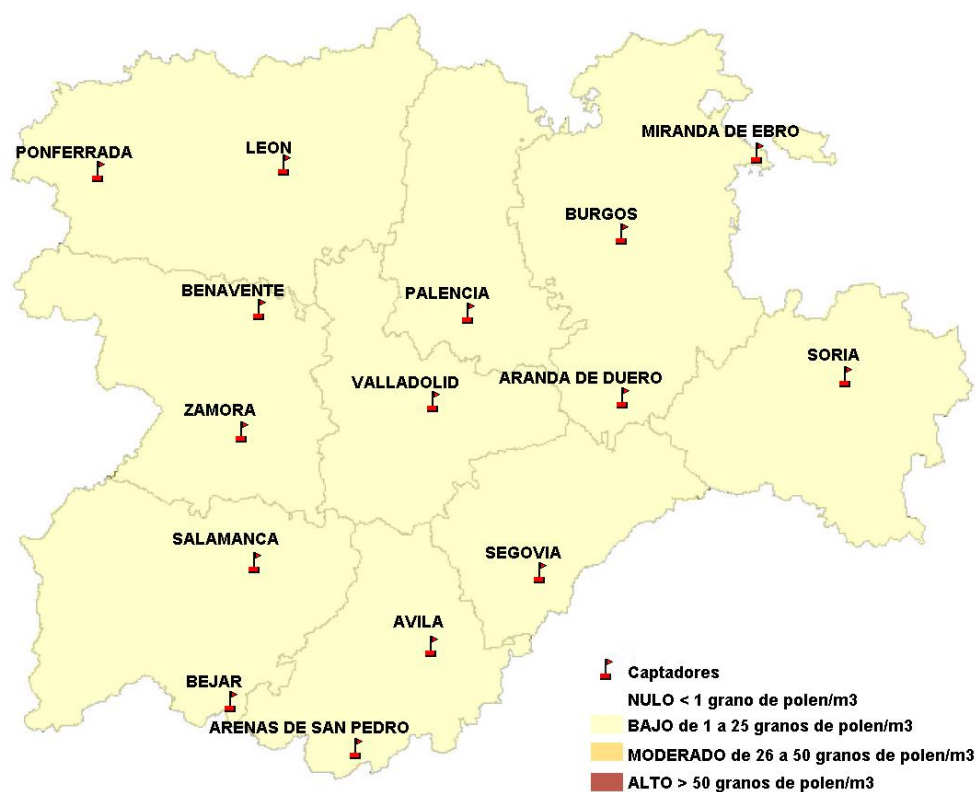 MIRANDA DE EBRO
PONFERRADA
LEON
BURGOS
BENAVENTE
PALENCIA
SORIA
VALLADOLID
ARANDA DE DUERO
ZAMORA
SALAMANCA
SEGOVIA
AVILA
BEJAR
ARENAS DE SAN PEDRO
Captadores
NULO < 1 grano de polen/m3
BAJO de 1 a 25 granos de polen/m3
MODERADO de 26 a 50 granos de polen/m3
ALTO > 50 granos de polen/m3